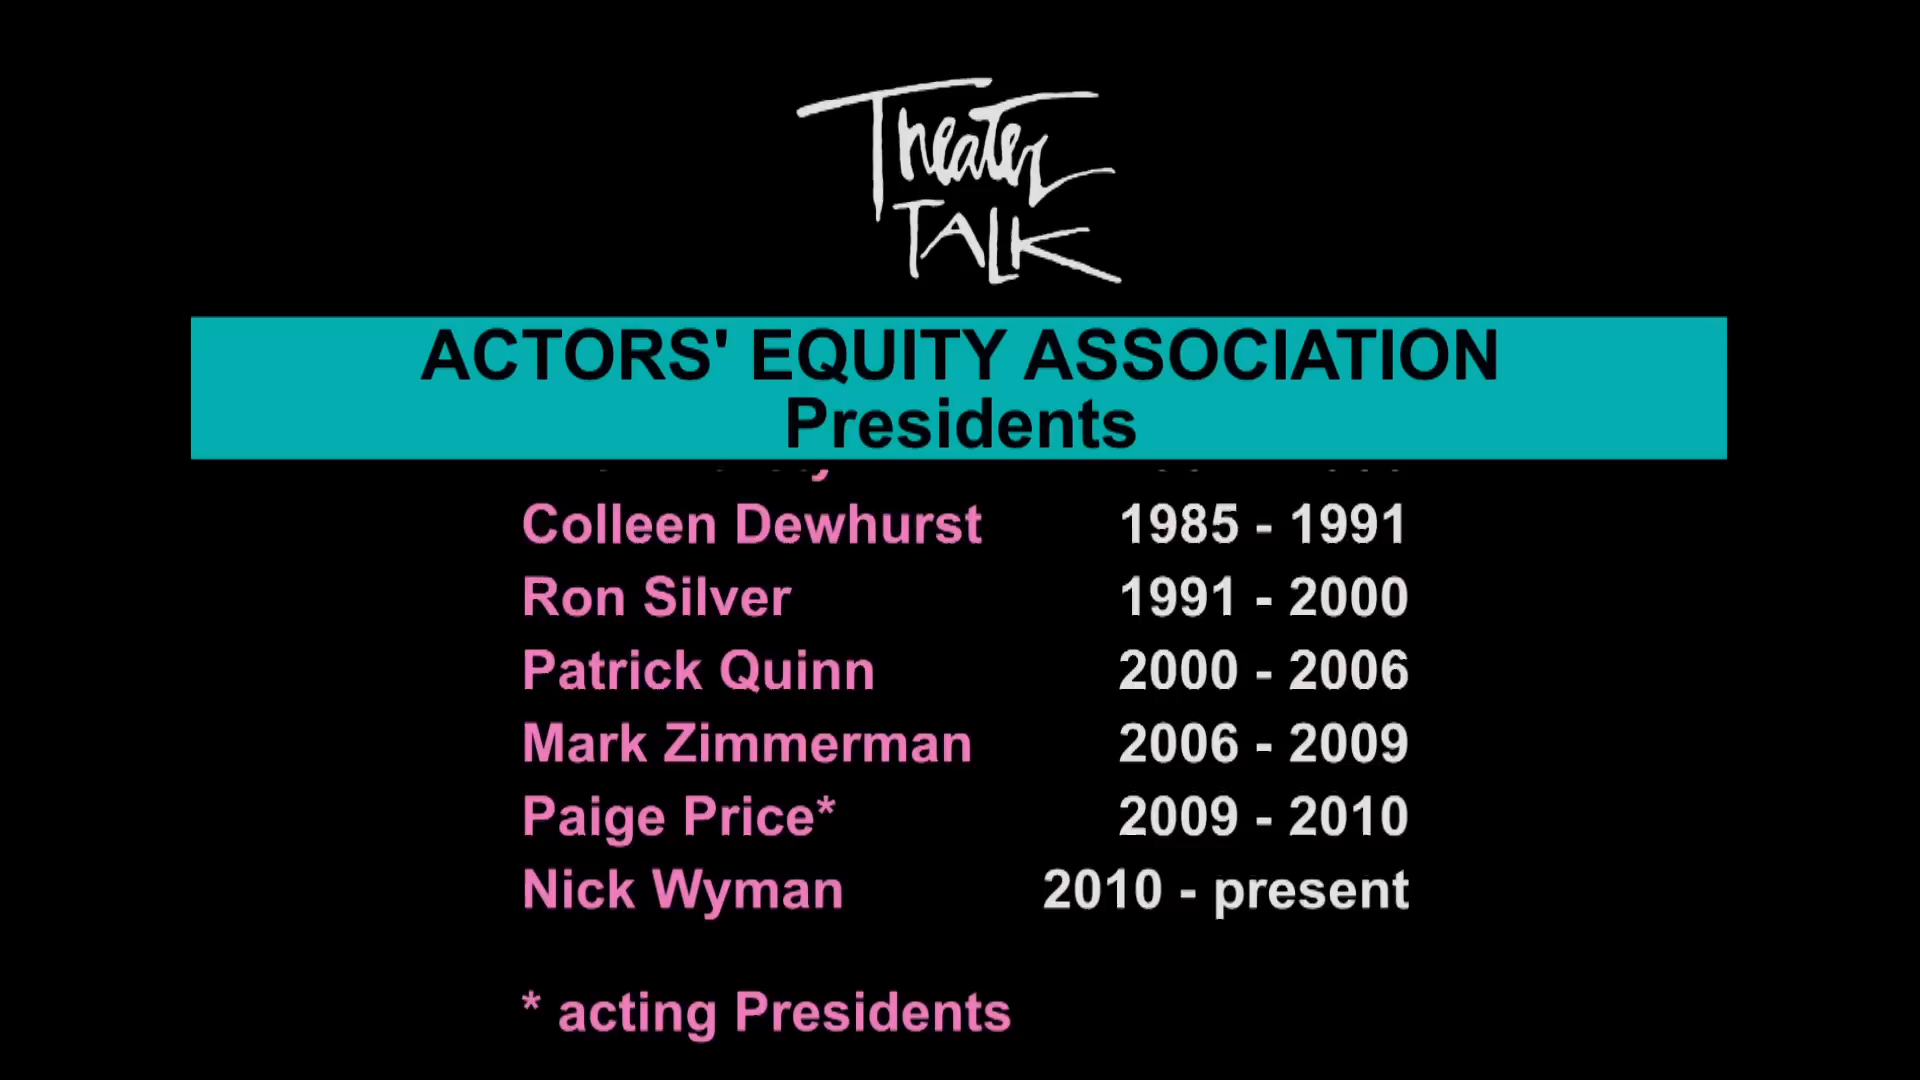 Theater
TALK
ACTORS' EQUITY ASSOCIATION
Presidents
Colleen Dewhurst 1985 - 1991
Ron Silver 1991 - 2000
Patrick Quinn 2000 - 2006
Mark Zimmerman 2006 - 2009
Paige Price* 2009 - 2010
Nick Wyman 2010 - present
* acting Presidents